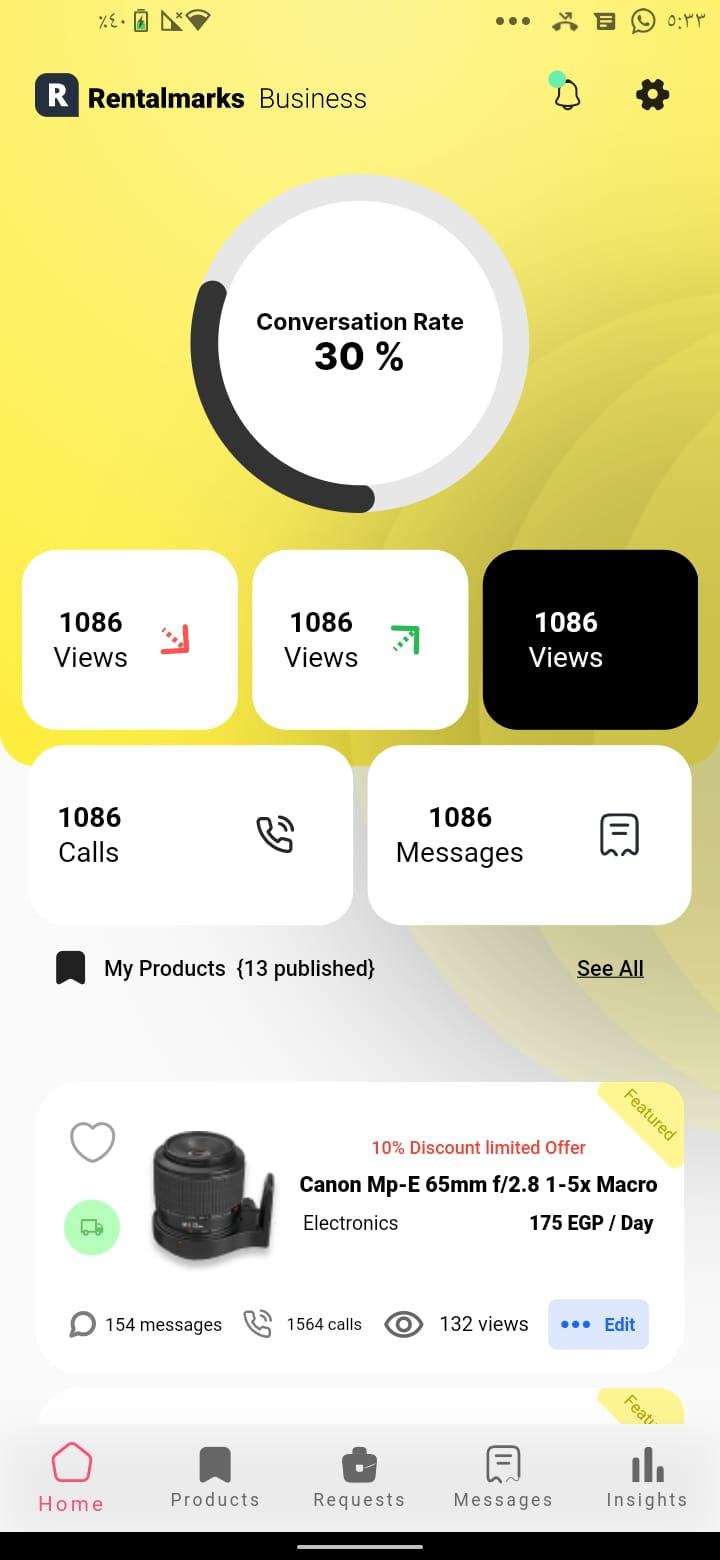 ٪٤٠ ٥:٣٣
R Rentalmarks Business
Conversation Rate
30 %
1086
Views
1086
Views
1086
Views
1086
Calls
1086
Messages
My Products {13 published} See All
Featured
10% Discount limited Offer
Canon Mp-E 65mm f/2.8 1-5x Macro
Electronics 175 EGP / Day
154 messages 1564 calls 132 views ••• Edit
Featu
Home Products Requests Messages Insights